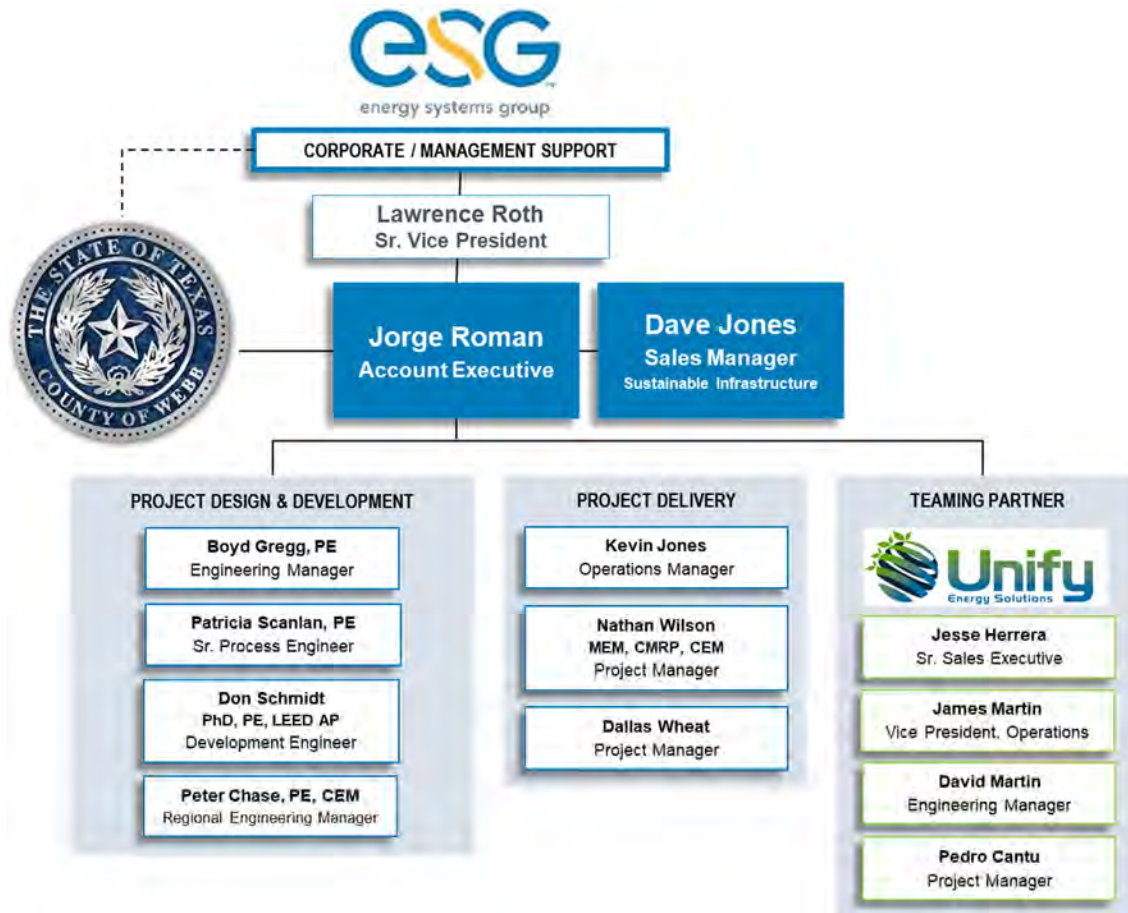 esg
energy systems group
CORPORATE / MANAGEMENT SUPPORT
Lawrence Roth
Sr. Vice President
THE STATE OF TEXAS
COUNTY OF WEBB
Jorge Roman
Account Executive
Dave Jones
Sales Manager
Sustainable Infrastructure
PROJECT DESIGN & DEVELOPMENT
Boyd Gregg, PE
Engineering Manager
Patricia Scanlan, PE
Sr. Process Engineer
Don Schmidt
PhD, PE, LEED AP
Development Engineer
Peter Chase, PE, CEM
Regional Engineering Manager
PROJECT DELIVERY
Kevin Jones
Operations Manager
Nathan Wilson
MEM, CMRP, CEM
Project Manager
Dallas Wheat
Project Manager
TEAMING PARTNER
Unify
Energy Solutions
Jesse Herrera
Sr. Sales Executive
James Martin
Vice President, Operations
David Martin
Engineering Manager
Pedro Cantu
Project Manager